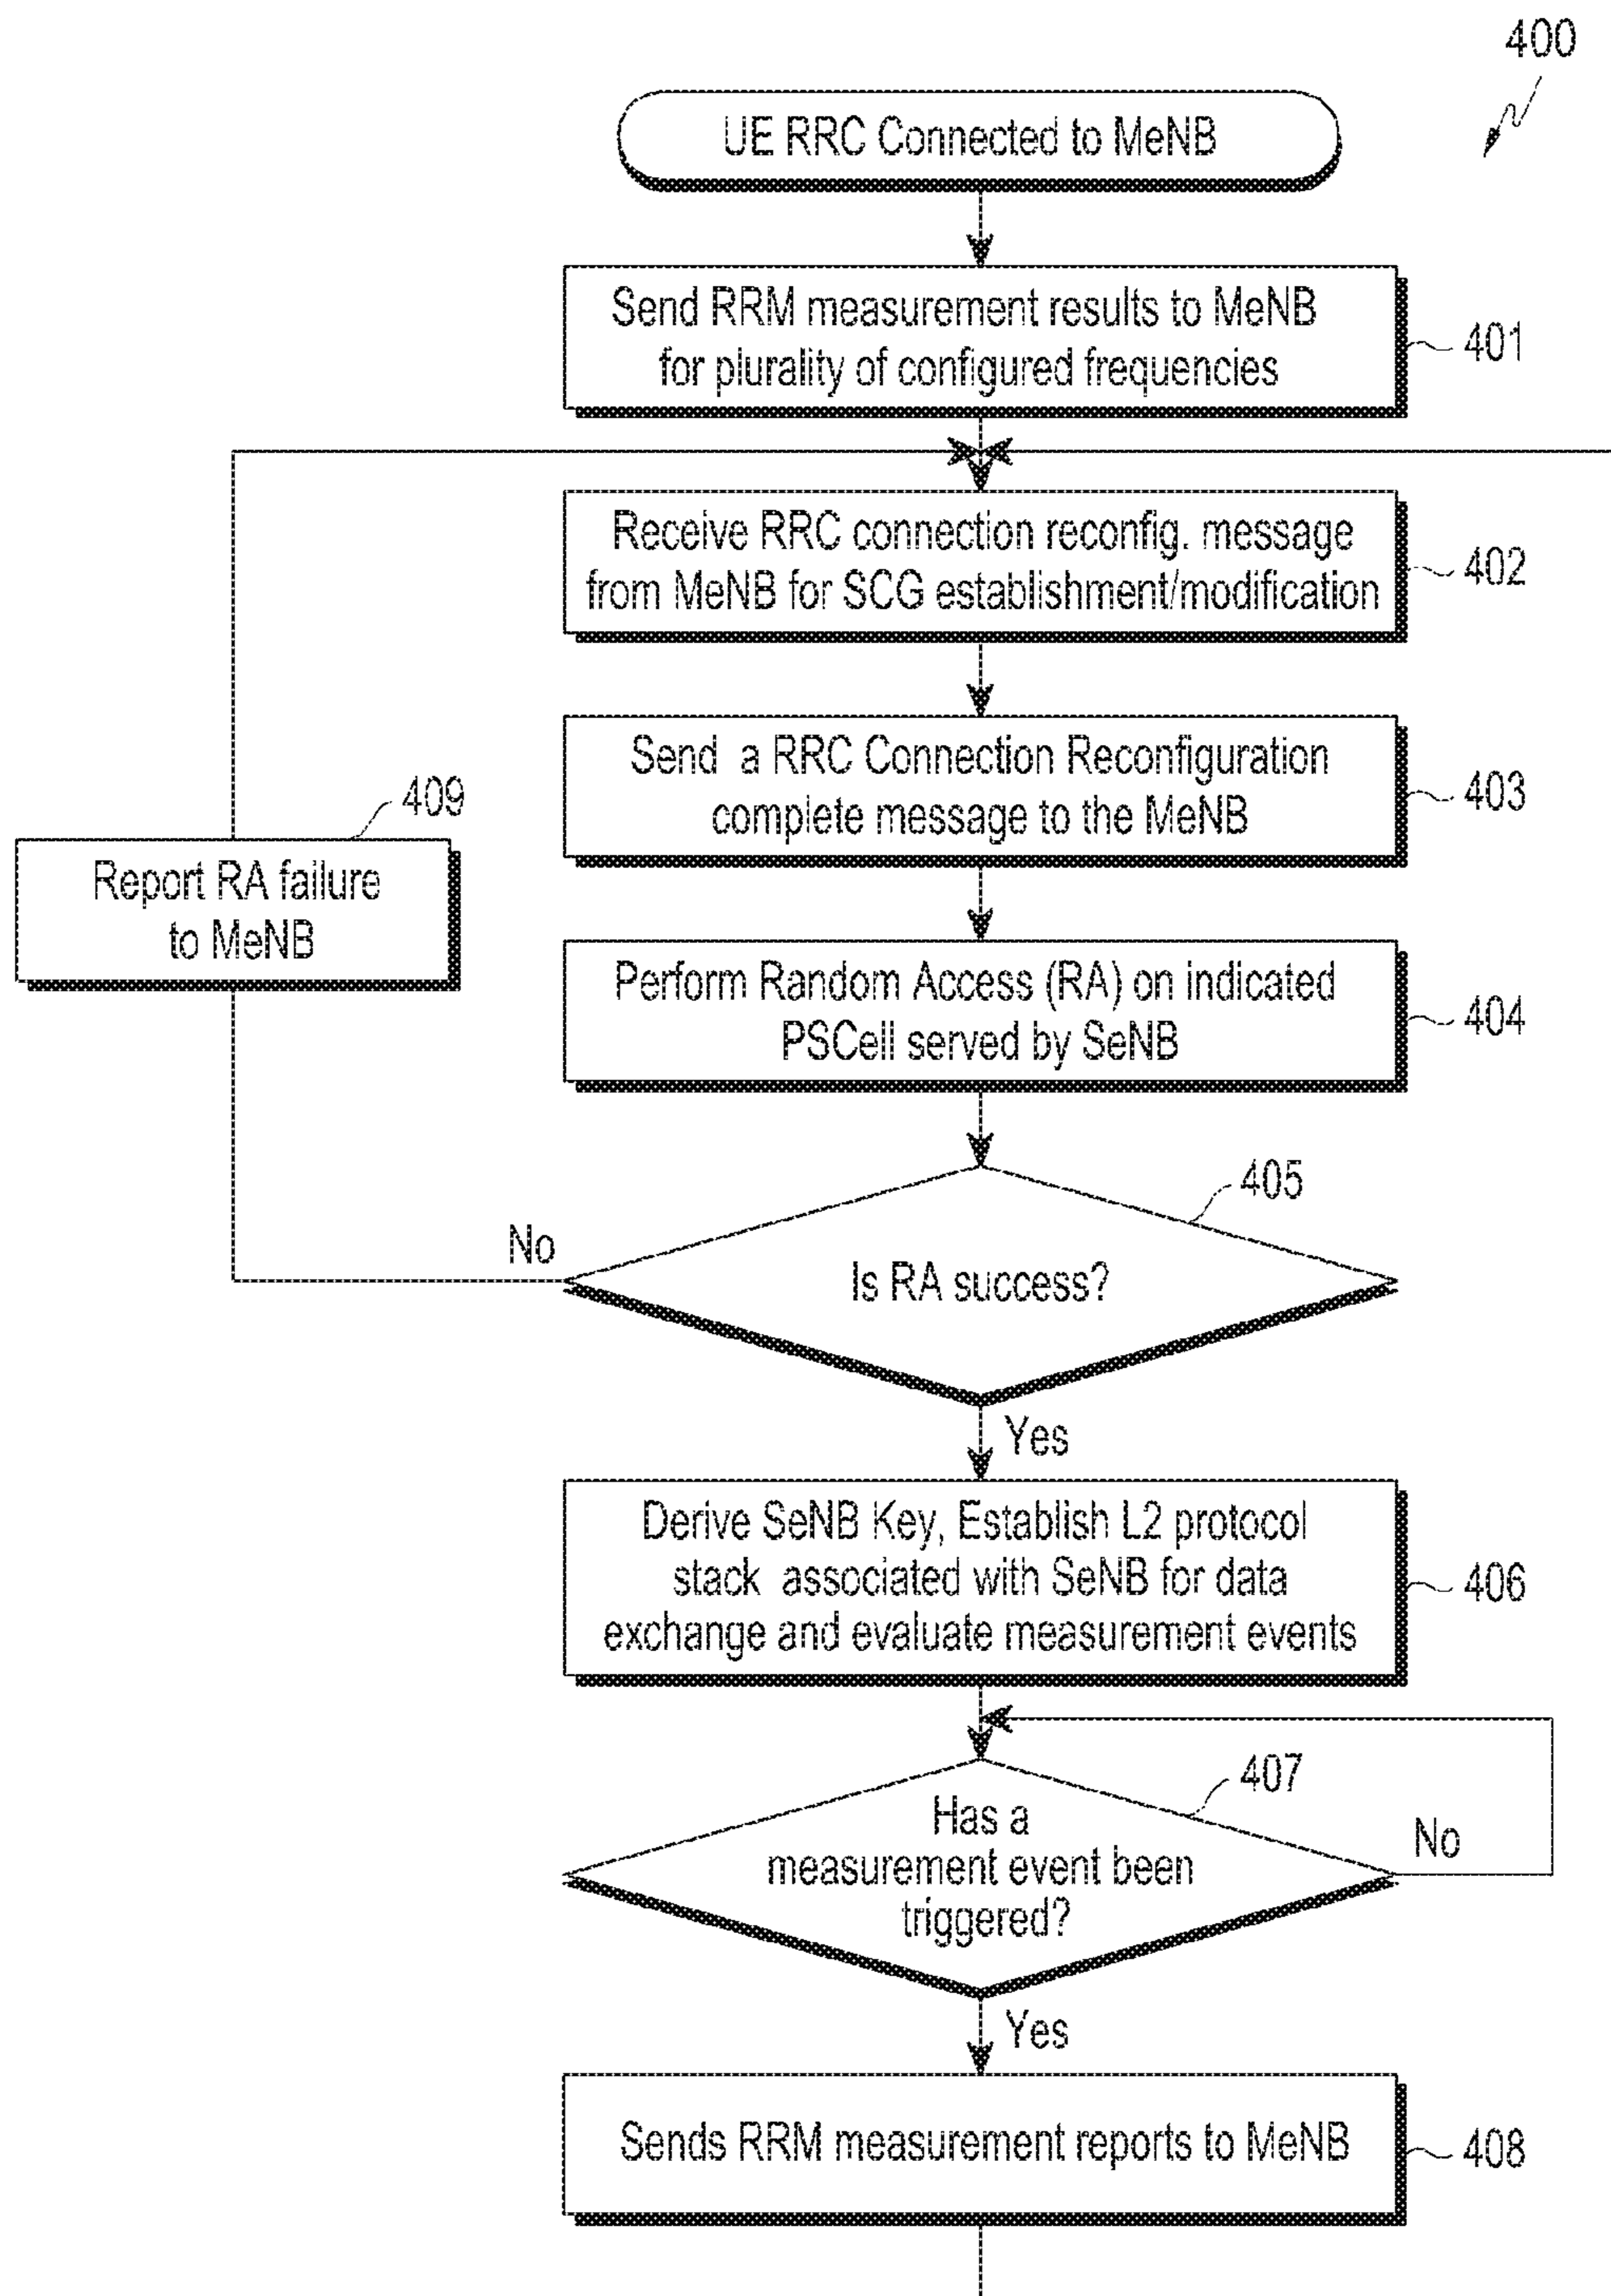 400
UE RRC Connected to MeNB
Send RRM measurement results to MeNB
for plurality of configured frequencies
401
Receive RRC connection reconfig. message
from MeNB for SCG establishment/modification
402
Send a RRC Connection Reconfiguration
complete message to the MeNB
403
409
Report RA failure
to MeNB
Perform Random Access (RA) on indicated
PSCell served by SeNB
404
405
No
Is RA success?
Yes
Derive SeNB Key, Establish L2 protocol
stack associated with SeNB for data
exchange and evaluate measurement events
406
407
Has a
measurement event been
triggered?
No
Yes
Sends RRM measurement reports to MeNB
408